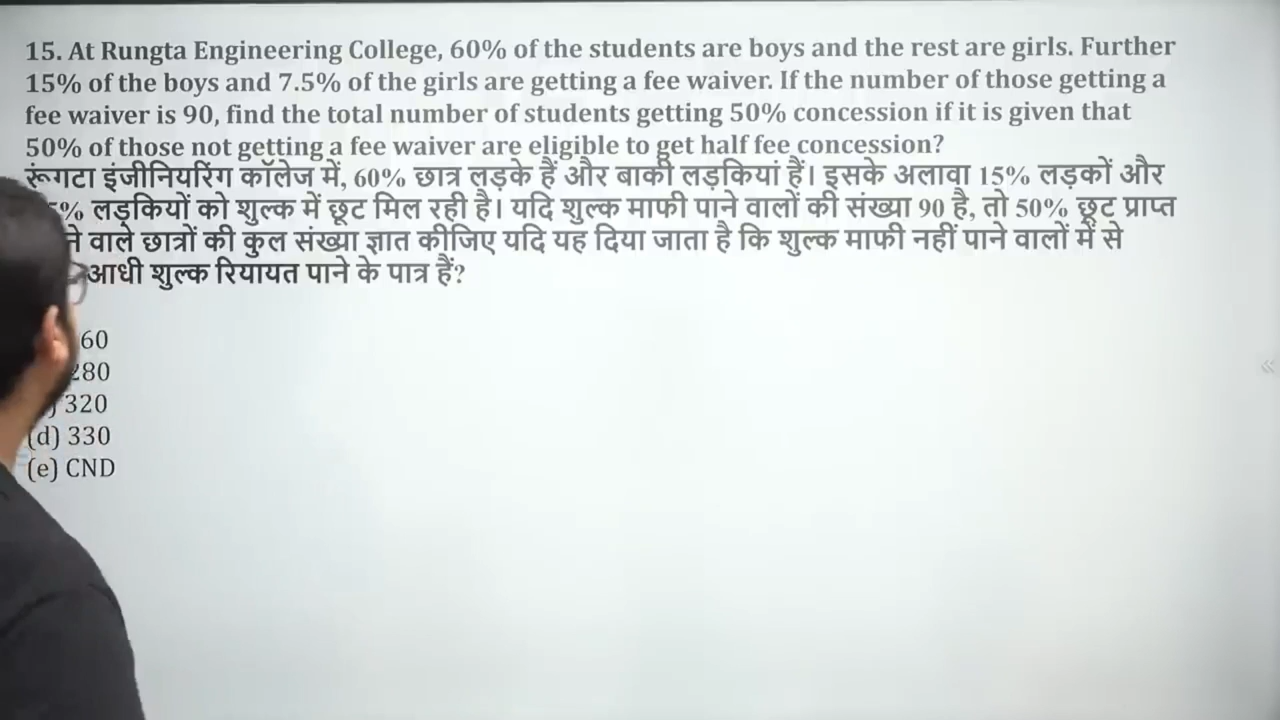 15. At Rungta Engineering College, 60% of the students are boys and the rest are girls. Further
15% of the boys and 7.5% of the girls are getting a fee waiver. If the number of those getting a
fee waiver is 90, find the total number of students getting 50% concession if it is given that
50% of those not getting a fee waiver are eligible to get half fee concession?
रूंगटा इंजीनियरिंग कॉलेज में, 60% छात्र लड़के हैं और बाकी लड़कियां हैं। इसके अलावा 15% लड़कों और
% लड़कियों को शुल्क में छूट मिल रही है। यदि शुल्क माफी पाने वालों की संख्या 90 है, तो 50% छूट प्राप्त
वाले छात्रों की कुल संख्या ज्ञात कीजिए यदि यह दिया जाता है कि शुल्क माफी नहीं पाने वालों में से
आधी शुल्क रियायत पाने के पात्र हैं?
60
280
320
(d) 330
(e) CND